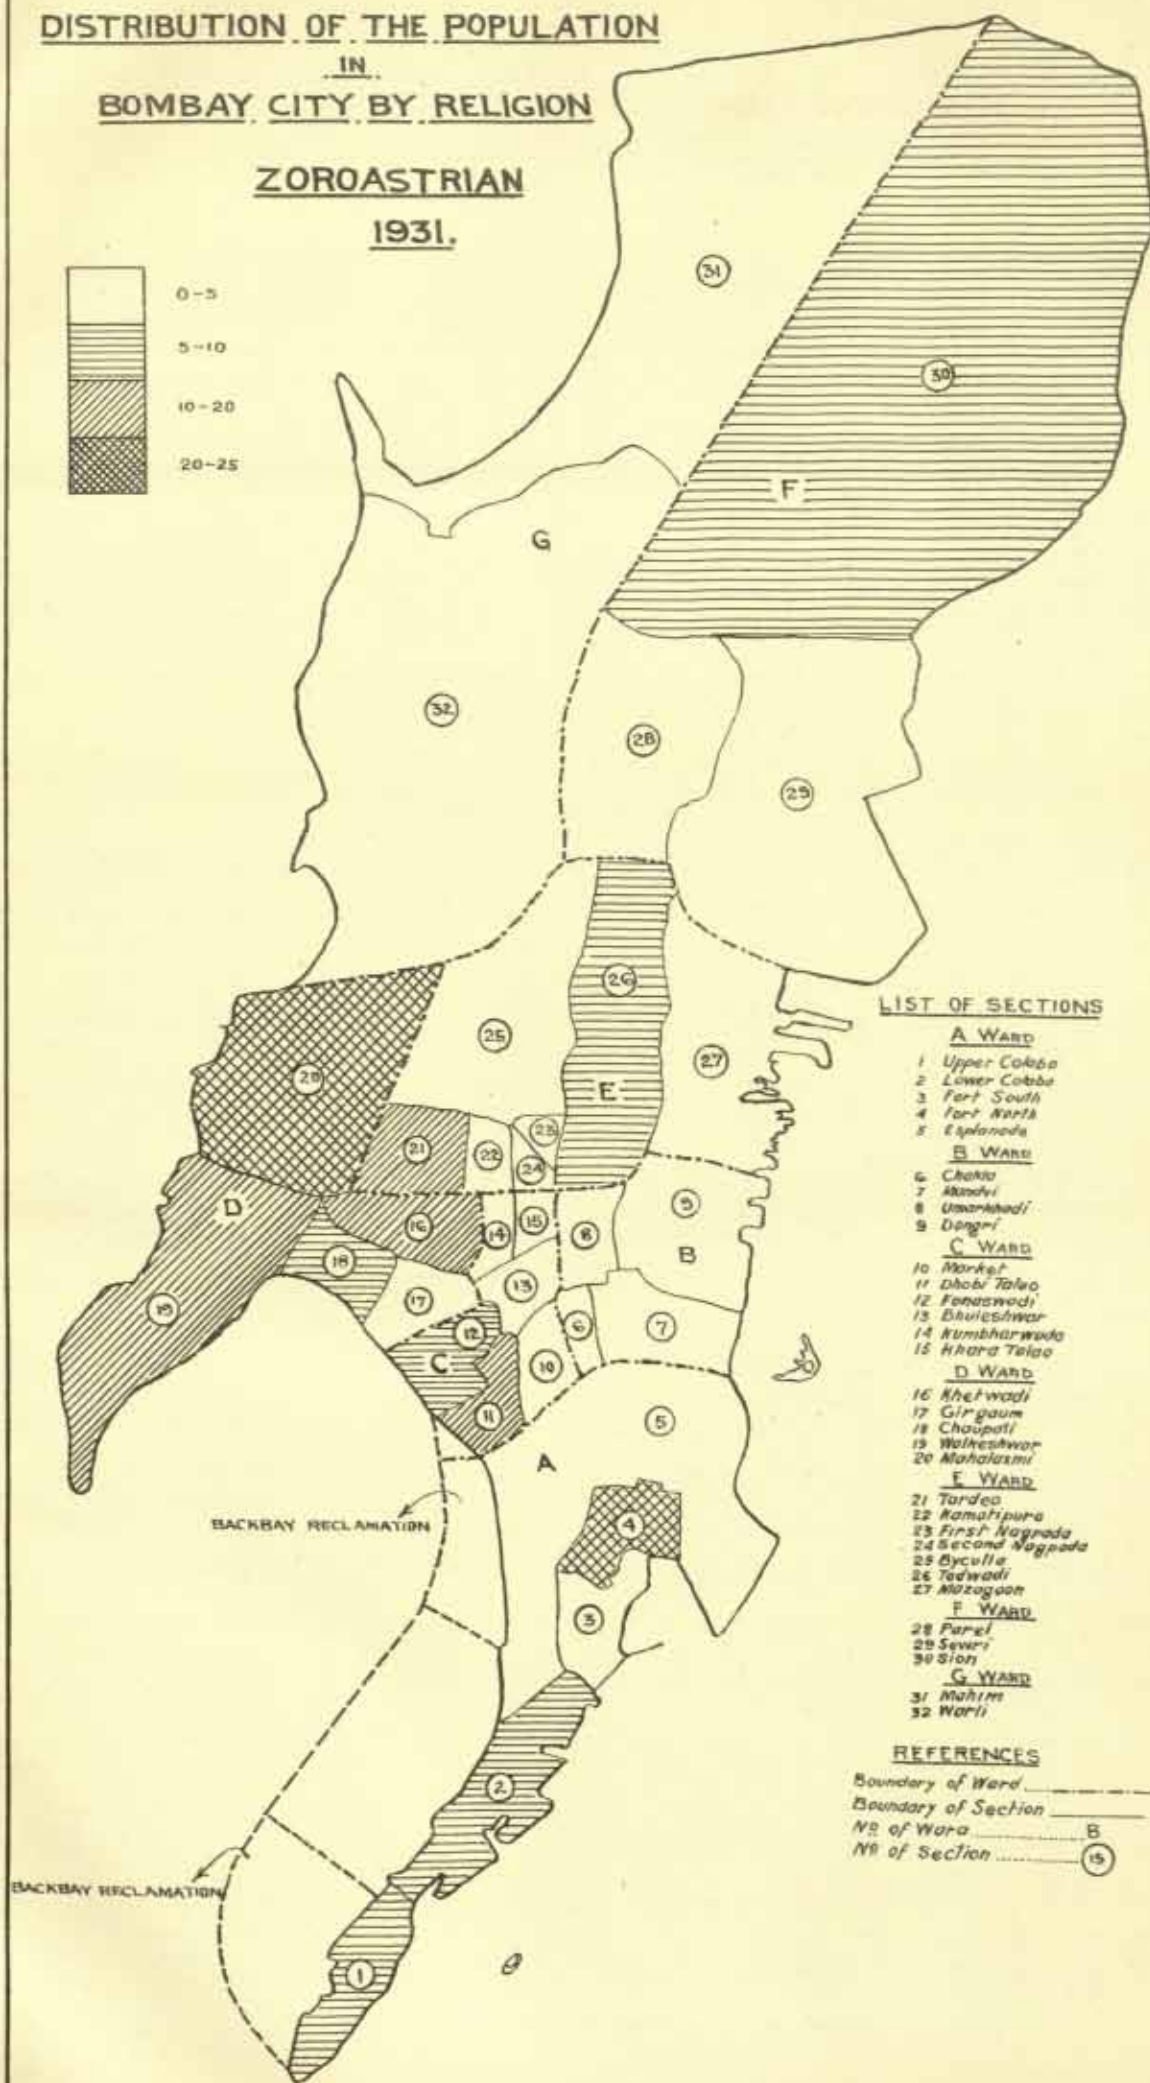 DISTRIBUTION OF THE POPULATION
IN
BOMBAY CITY BY RELIGION
ZOROASTRIAN
1931.
0-5
5-10
10-20
20-25
31
30
F
G
32
28
29
26
25
27
E
20
21
22
23
24
D
16
14
15
8
9
B
18
19
17
13
12
6
7
C
10
11
5
A
4
BACKBAY RECLAMATION
3
2
BACKBAY RECLAMATION
1
LIST OF SECTIONS
A WARD
1 Upper Colaba
2 Lower Colaba
3 Fort South
4 Fort North
5 Esplanade
B WARD
6 Chakla
7 Mandvi
8 Umarkhadi
9 Dongri
C WARD
10 Market
11 Dhobi Talao
12 Fanaswadi
13 Bhuleshwar
14 Kumbharwada
15 Khara Talao
D WARD
16 Khetwadi
17 Girgaum
18 Chaupati
19 Walkeshwar
20 Mahalaxmi
E WARD
21 Tardeo
22 Kamatipura
23 First Nagpada
24 Second Nagpada
25 Byculla
26 Tadwadi
27 Mazagaon
F WARD
28 Parel
29 Sewri
30 Sion
G WARD
31 Mahim
32 Worli
REFERENCES
Boundary of Ward
Boundary of Section
No of Ward B
No of Section 15